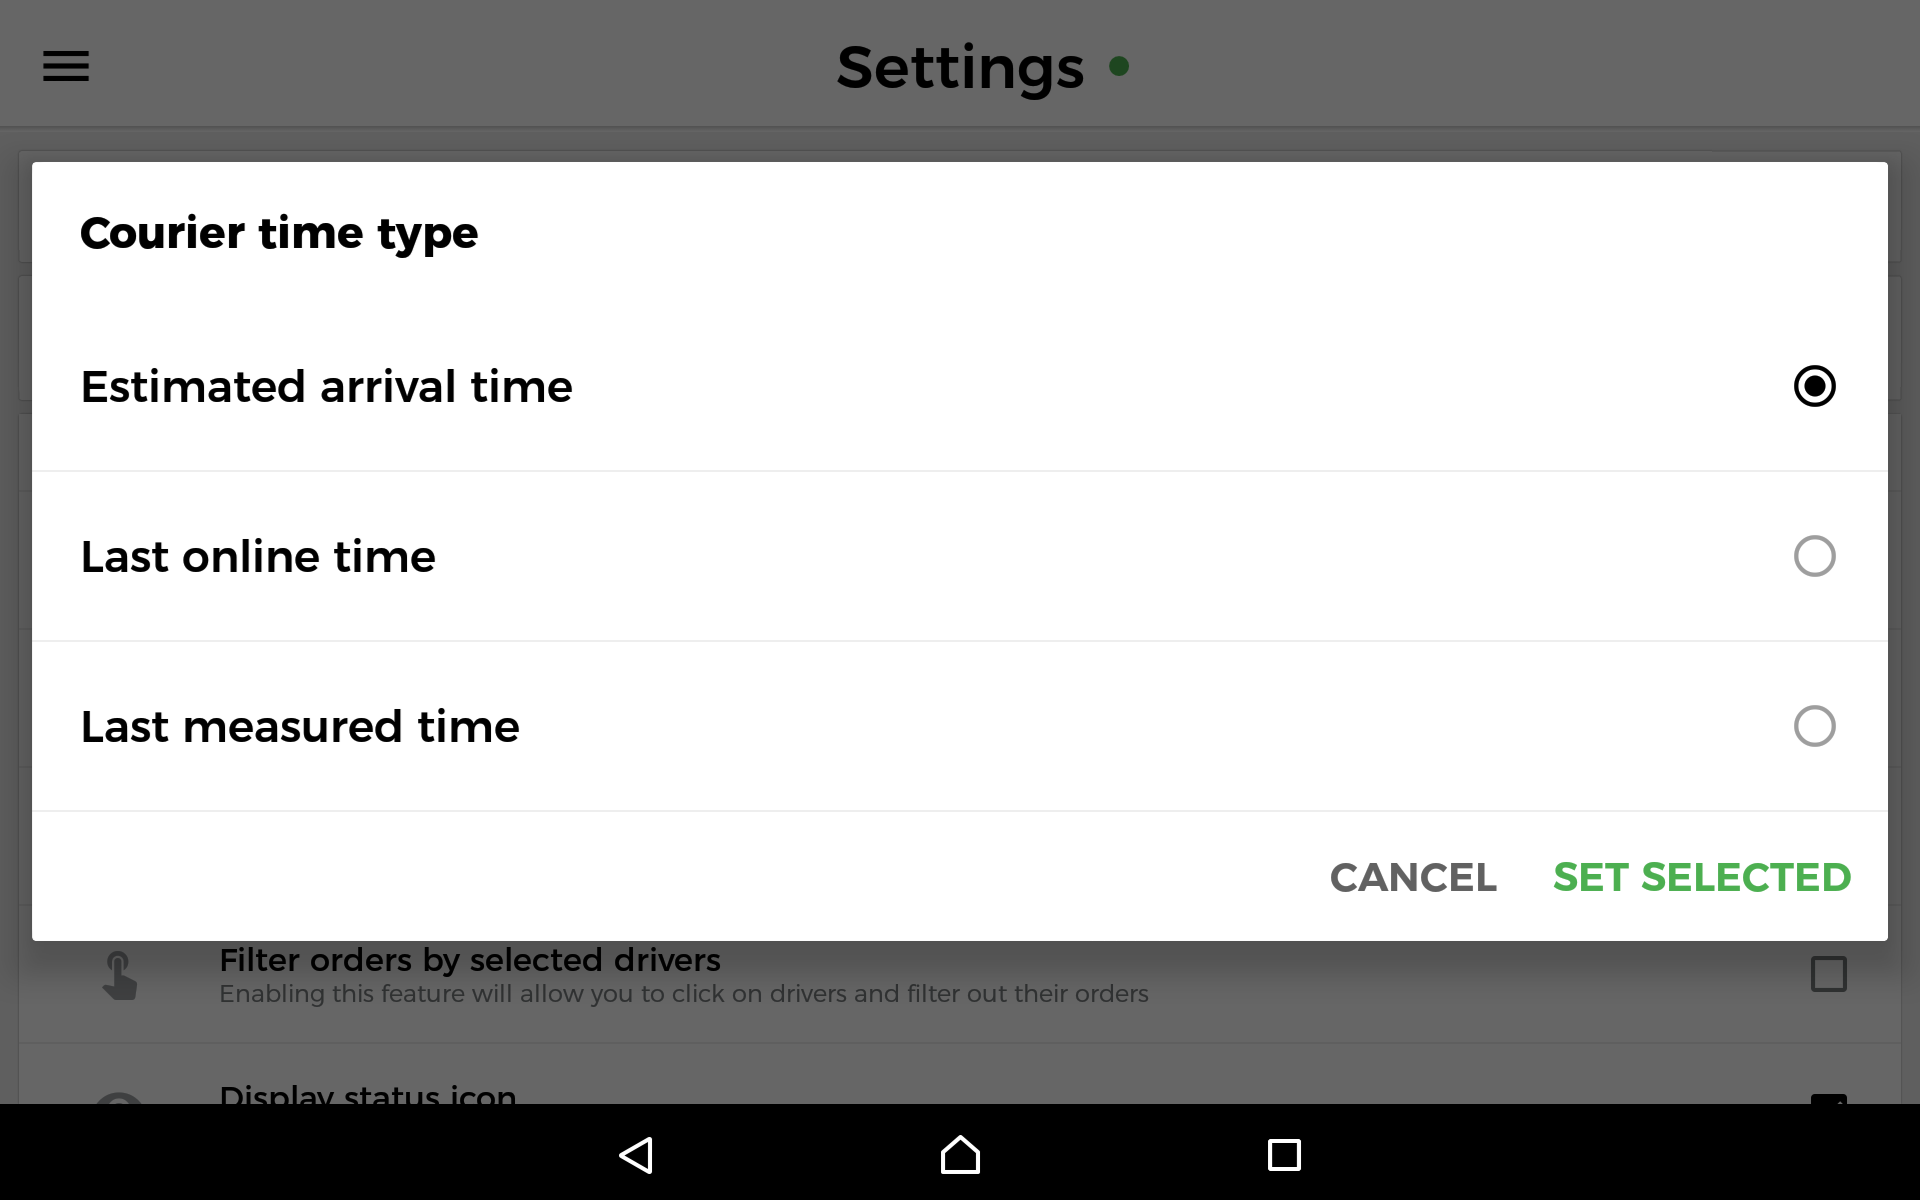 Settings
Courier time type
Estimated arrival time
Last online time
Last measured time
CANCEL SET SELECTED
Filter orders by selected drivers
Enabling this feature will allow you to click on drivers and filter out their orders
Display status icon